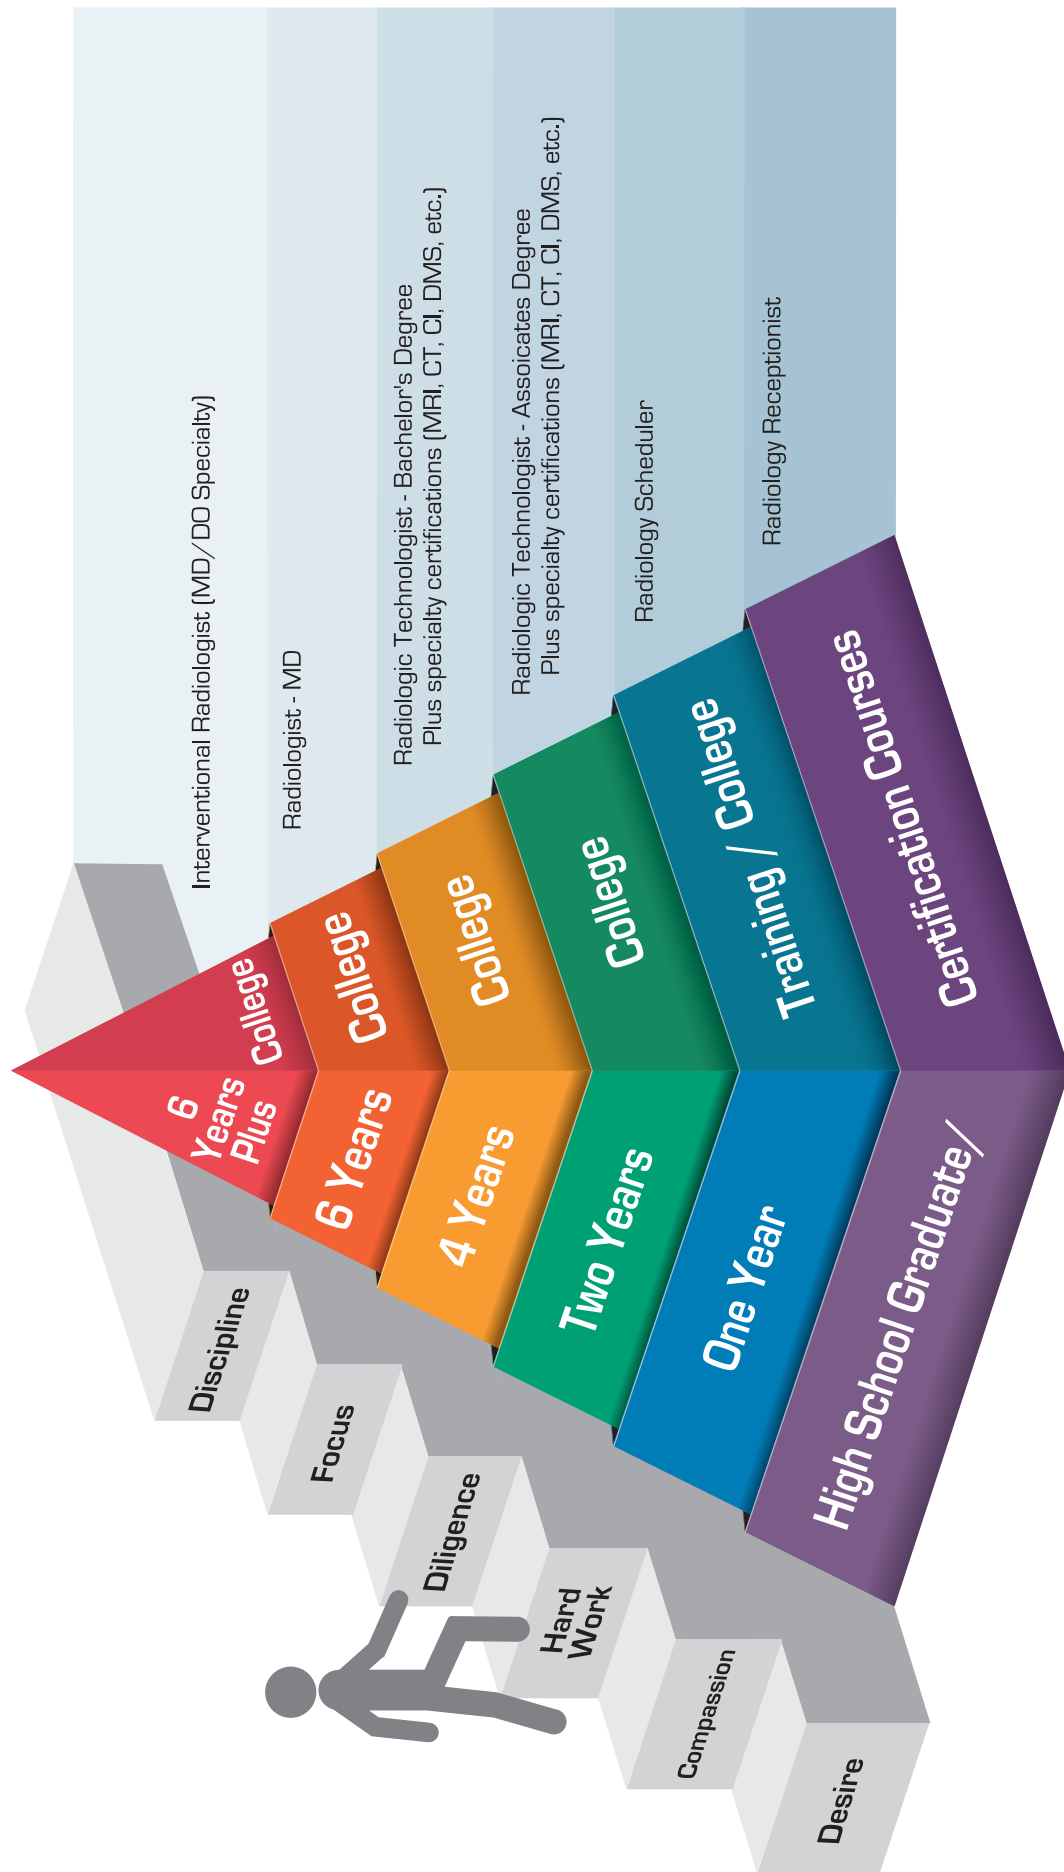 Interventional Radiologist (MD/DO Specialty)
Radiologist - MD
Radiologic Technologist - Bachelor's Degree
Plus specialty certifications (MRI, CT, CI, DMS, etc.)
Radiologic Technologist - Assoicates Degree
Plus specialty certifications (MRI, CT, CI, DMS, etc.)
Radiology Scheduler
Radiology Receptionist
6
Years
Plus
College
6 Years
College
4 Years
College
Two Years
College
One Year
Training / College
High School Graduate/
Certification Courses
Discipline
Focus
Diligence
Hard
Work
Compassion
Desire